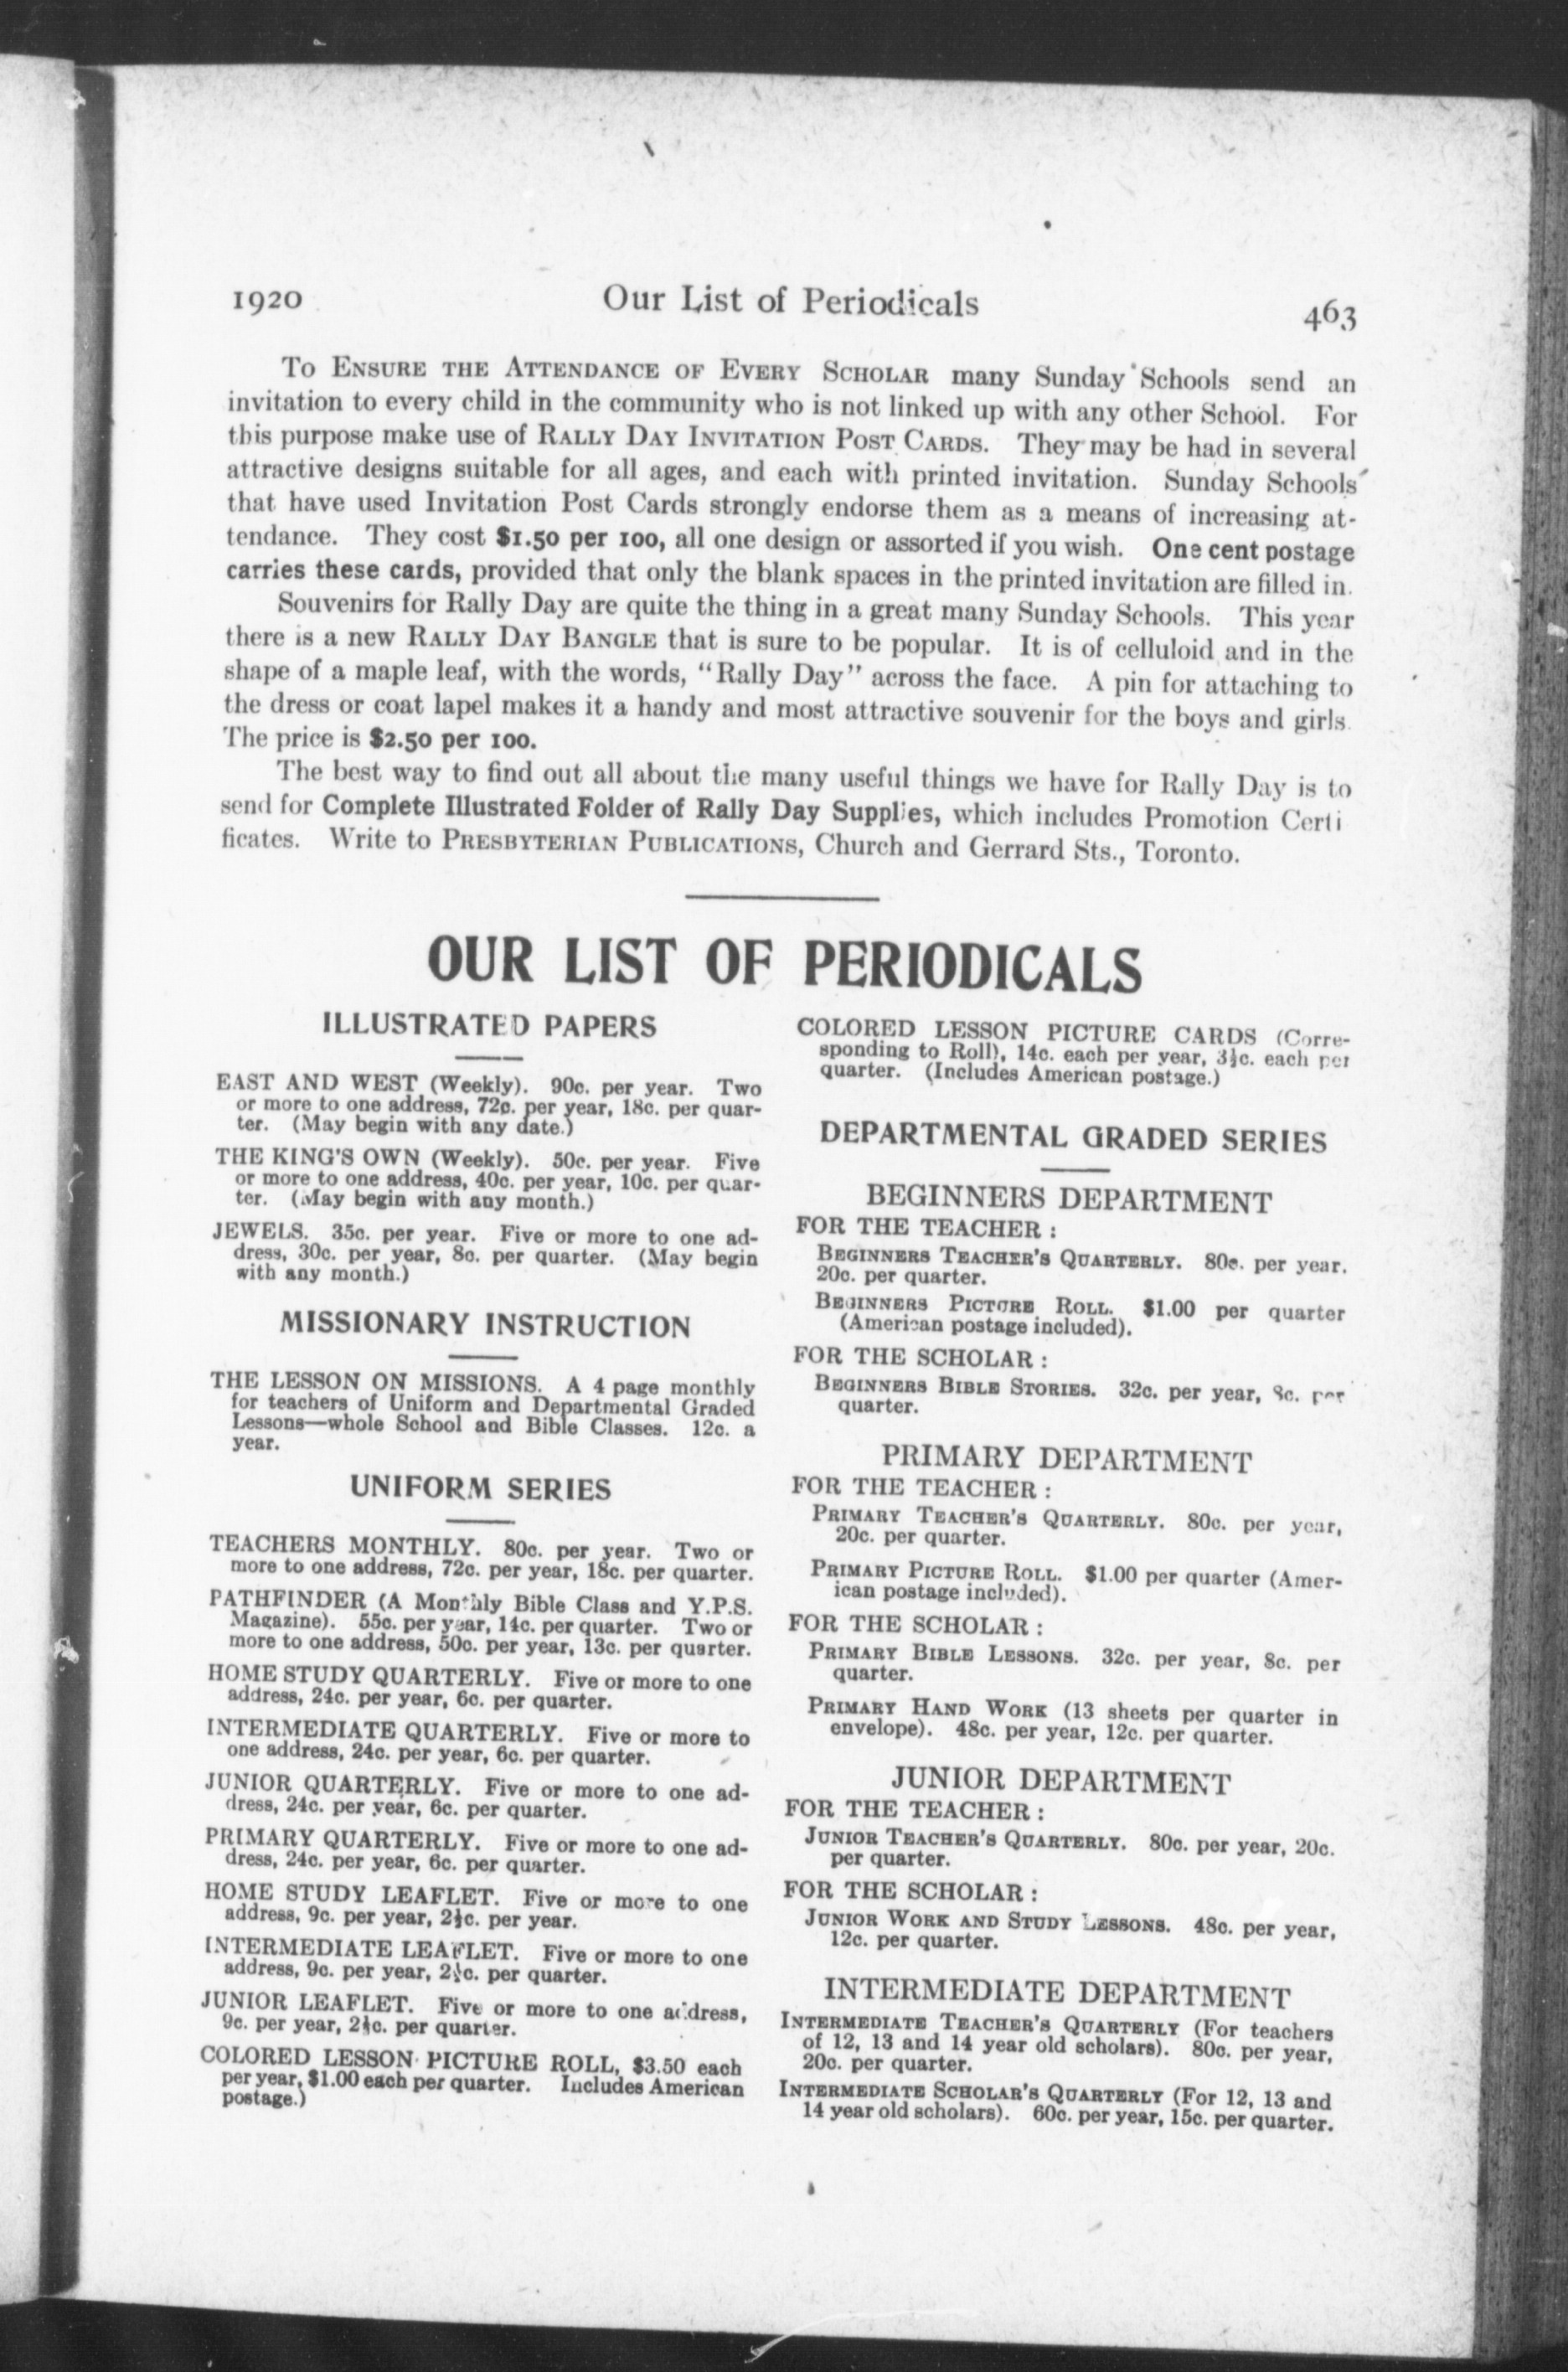 1920
Our List of Periodicals
463
To Ensure the Attendance of Every Scholar many Sunday Schools send an
invitation to every child in the community who is not linked up with any other School. For
this purpose make use of Rally Day Invitation Post Cards. They may be had in several
attractive designs suitable for all ages, and each with printed invitation. Sunday Schools
that have used Invitation Post Cards strongly endorse them as a means of increasing at-
tendance. They cost $1.50 per 100, all one design or assorted if you wish. One cent postage
carries these cards, provided that only the blank spaces in the printed invitation are filled in.
Souvenirs for Rally Day are quite the thing in a great many Sunday Schools. This year
there is a new Rally Day Bangle that is sure to be popular. It is of celluloid and in the
shape of a maple leaf, with the words, "Rally Day" across the face. A pin for attaching to
the dress or coat lapel makes it a handy and most attractive souvenir for the boys and girls.
The price is $2.50 per 100.
The best way to find out all about the many useful things we have for Rally Day is to
send for Complete Illustrated Folder of Rally Day Supplies, which includes Promotion Certi
ficates. Write to Presbyterian Publications, Church and Gerrard Sts., Toronto.
OUR LIST OF PERIODICALS
ILLUSTRATED PAPERS
EAST AND WEST (Weekly). 90c. per year. Two
or more to one address, 72c. per year, 18c. per quar-
ter. (May begin with any date.)
THE KING'S OWN (Weekly). 50c. per year. Five
or more to one address, 40c. per year, 10c. per quar-
ter. (May begin with any month.)
JEWELS. 35c. per year. Five or more to one ad-
dress, 30c. per year, 8c. per quarter. (May begin
with any month.)
MISSIONARY INSTRUCTION
THE LESSON ON MISSIONS. A 4 page monthly
for teachers of Uniform and Departmental Graded
Lessons—whole School and Bible Classes. 12c. a
year.
UNIFORM SERIES
TEACHERS MONTHLY. 80c. per year. Two or
more to one address, 72c. per year, 18c. per quarter.
PATHFINDER (A Monthly Bible Class and Y.P.S.
Magazine). 55c. per year, 14c. per quarter. Two or
more to one address, 50c. per year, 13c. per quarter.
HOME STUDY QUARTERLY. Five or more to one
address, 24c. per year, 6c. per quarter.
INTERMEDIATE QUARTERLY. Five or more to
one address, 24c. per year, 6c. per quarter.
JUNIOR QUARTERLY. Five or more to one ad-
dress, 24c. per year, 6c. per quarter.
PRIMARY QUARTERLY. Five or more to one ad-
dress, 24c. per year, 6c. per quarter.
HOME STUDY LEAFLET. Five or more to one
address, 9c. per year, 2½c. per year.
INTERMEDIATE LEAFLET. Five or more to one
address, 9c. per year, 2½c. per quarter.
JUNIOR LEAFLET. Five or more to one address,
9c. per year, 2½c. per quarter.
COLORED LESSON PICTURE ROLL, $3.50 each
per year, $1.00 each per quarter. Includes American
postage.)
COLORED LESSON PICTURE CARDS (Corre-
sponding to Roll), 14c. each per year, 3½c. each per
quarter. (Includes American postage.)
DEPARTMENTAL GRADED SERIES
BEGINNERS DEPARTMENT
FOR THE TEACHER :
Beginners Teacher's Quarterly. 80c. per year.
20c. per quarter.
Beginners Picture Roll. $1.00 per quarter
(American postage included).
FOR THE SCHOLAR :
Beginners Bible Stories. 32c. per year, 8c. per
quarter.
PRIMARY DEPARTMENT
FOR THE TEACHER :
Primary Teacher's Quarterly. 80c. per year,
20c. per quarter.
Primary Picture Roll. $1.00 per quarter (Amer-
ican postage included).
FOR THE SCHOLAR :
Primary Bible Lessons. 32c. per year, 8c. per
quarter.
Primary Hand Work (13 sheets per quarter in
envelope). 48c. per year, 12c. per quarter.
JUNIOR DEPARTMENT
FOR THE TEACHER :
Junior Teacher's Quarterly. 80c. per year, 20c.
per quarter.
FOR THE SCHOLAR :
Junior Work and Study Lessons. 48c. per year,
12c. per quarter.
INTERMEDIATE DEPARTMENT
Intermediate Teacher's Quarterly (For teachers
of 12, 13 and 14 year old scholars). 80c. per year,
20c. per quarter.
Intermediate Scholar's Quarterly (For 12, 13 and
14 year old scholars). 60c. per year, 15c. per quarter.